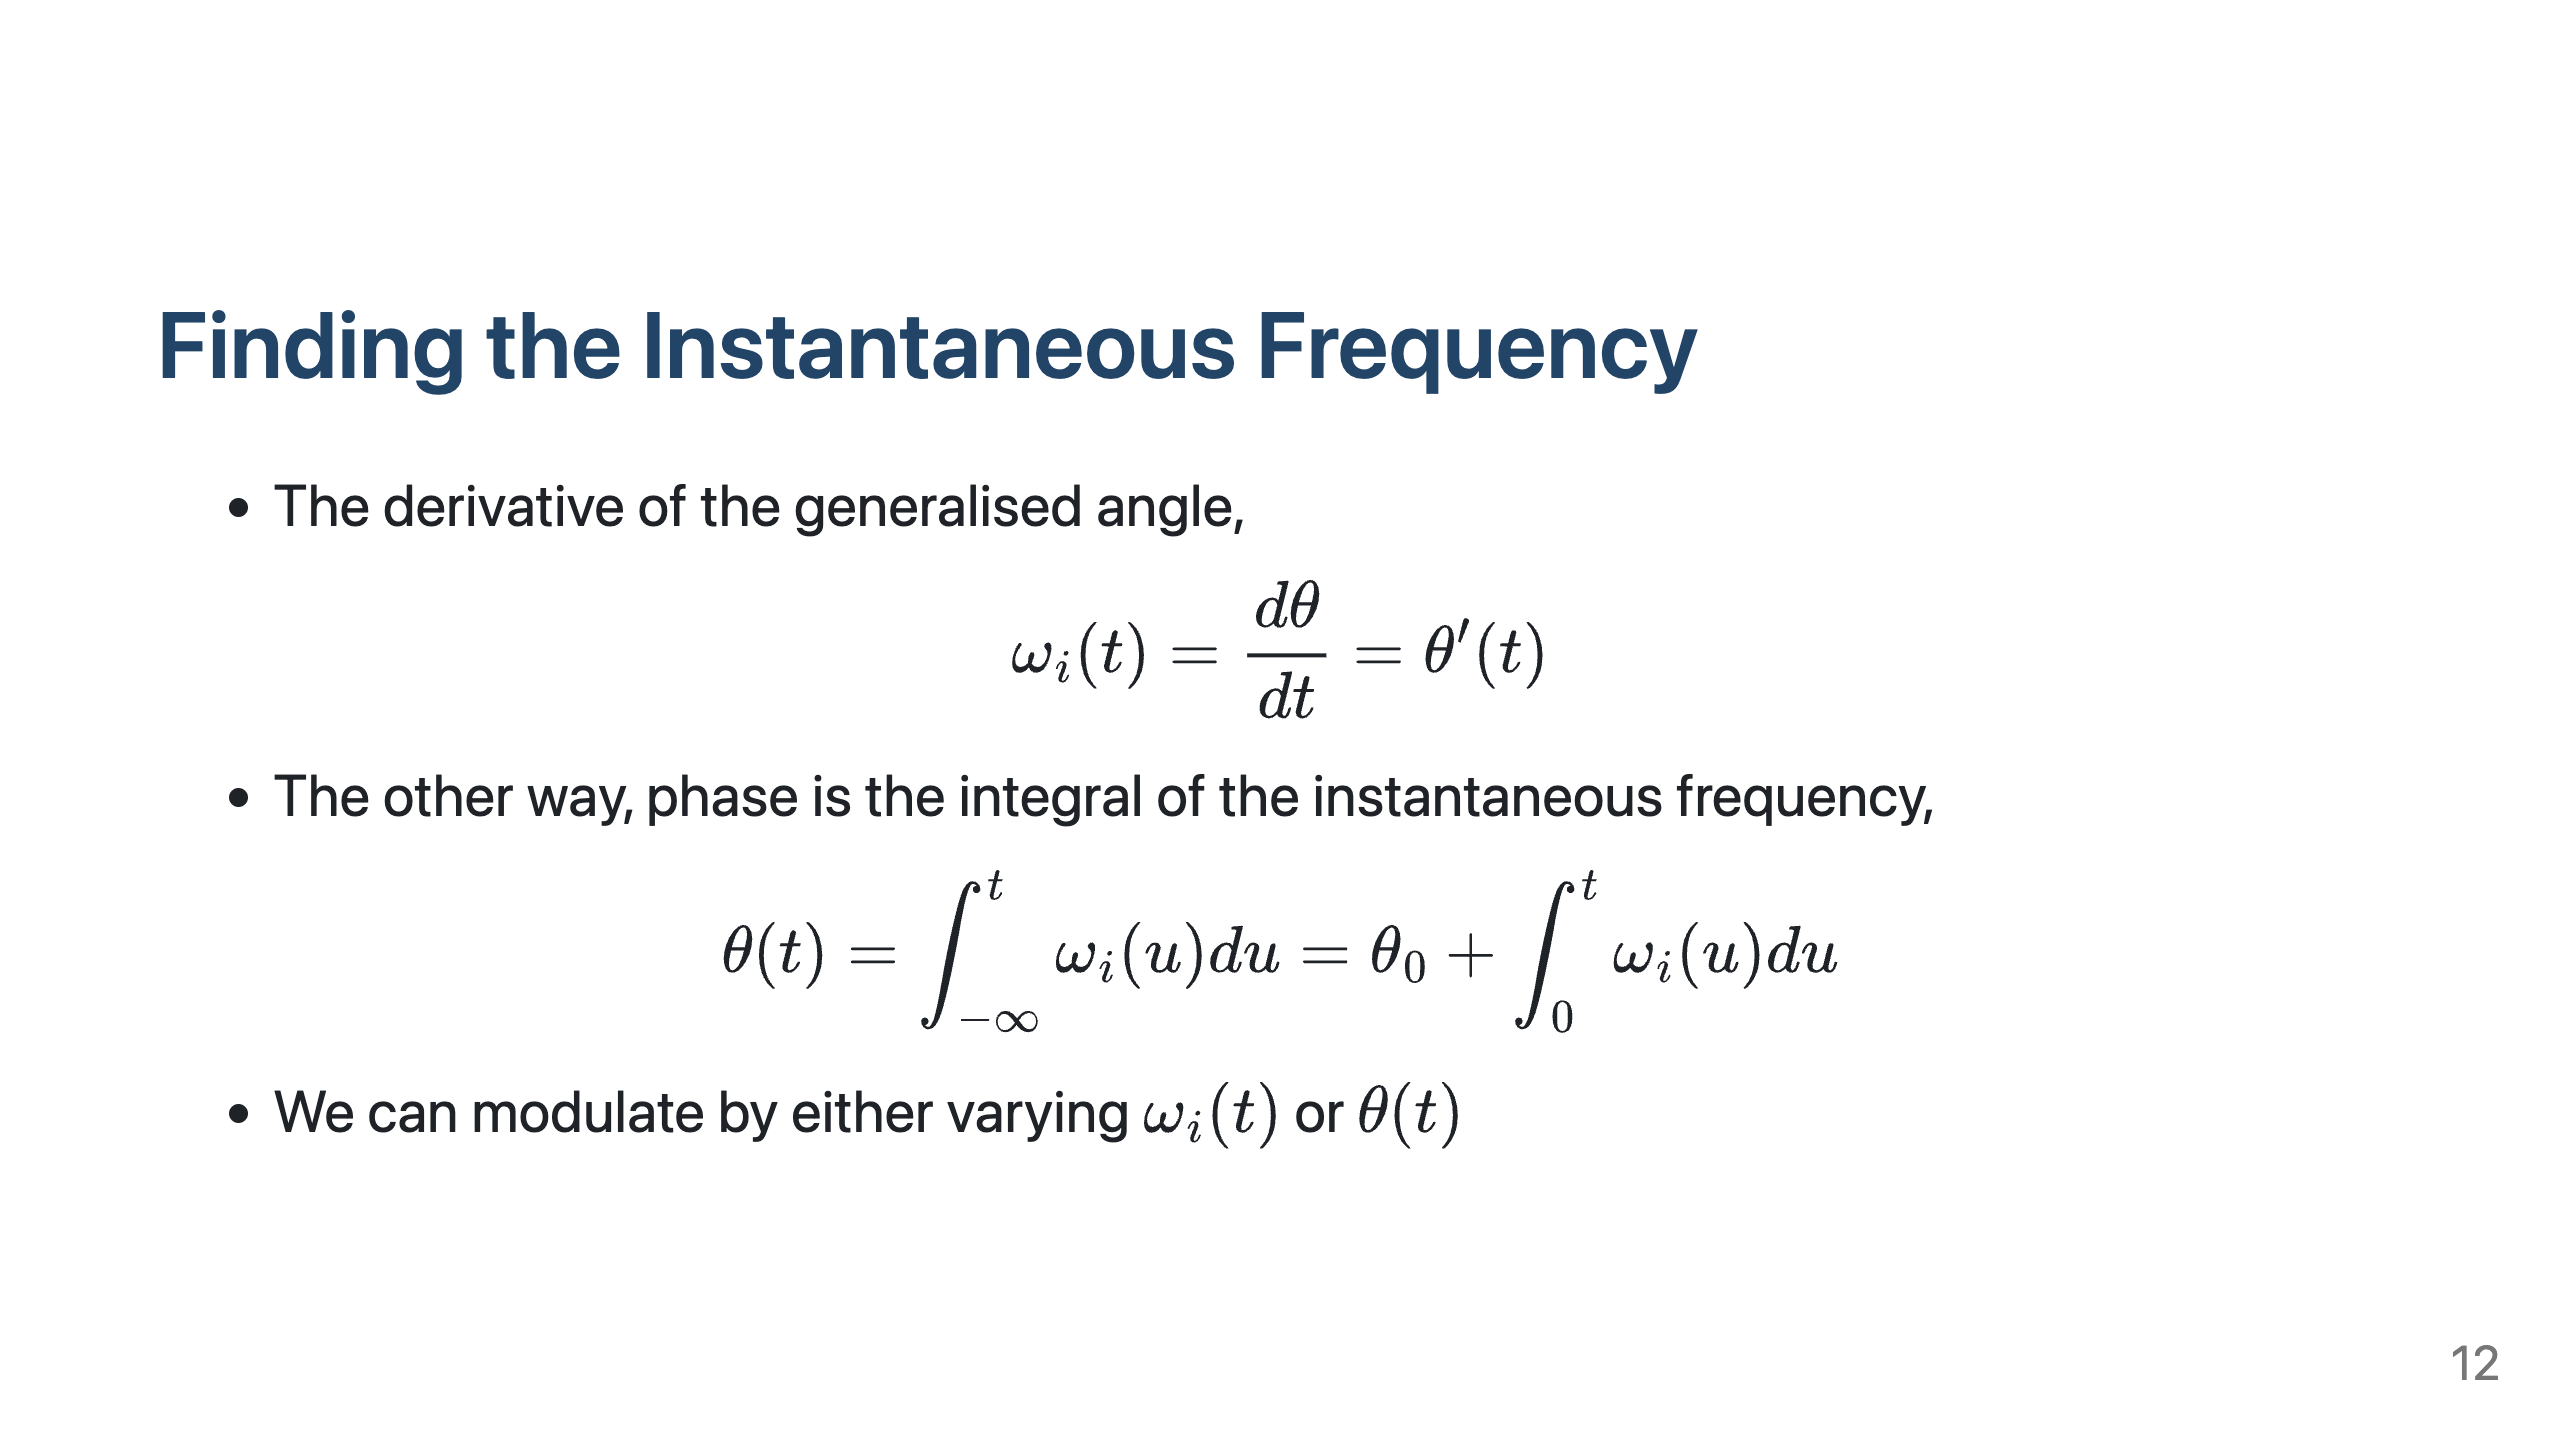 Finding the Instantaneous Frequency
• The derivative of the generalised angle,
ωᵢ(t) = dθ/dt = θ′(t)
• The other way, phase is the integral of the instantaneous frequency,
θ(t) = ∫_{−∞}^{t} ωᵢ(u)du = θ₀ + ∫_{0}^{t} ωᵢ(u)du
• We can modulate by either varying ωᵢ(t) or θ(t)
12